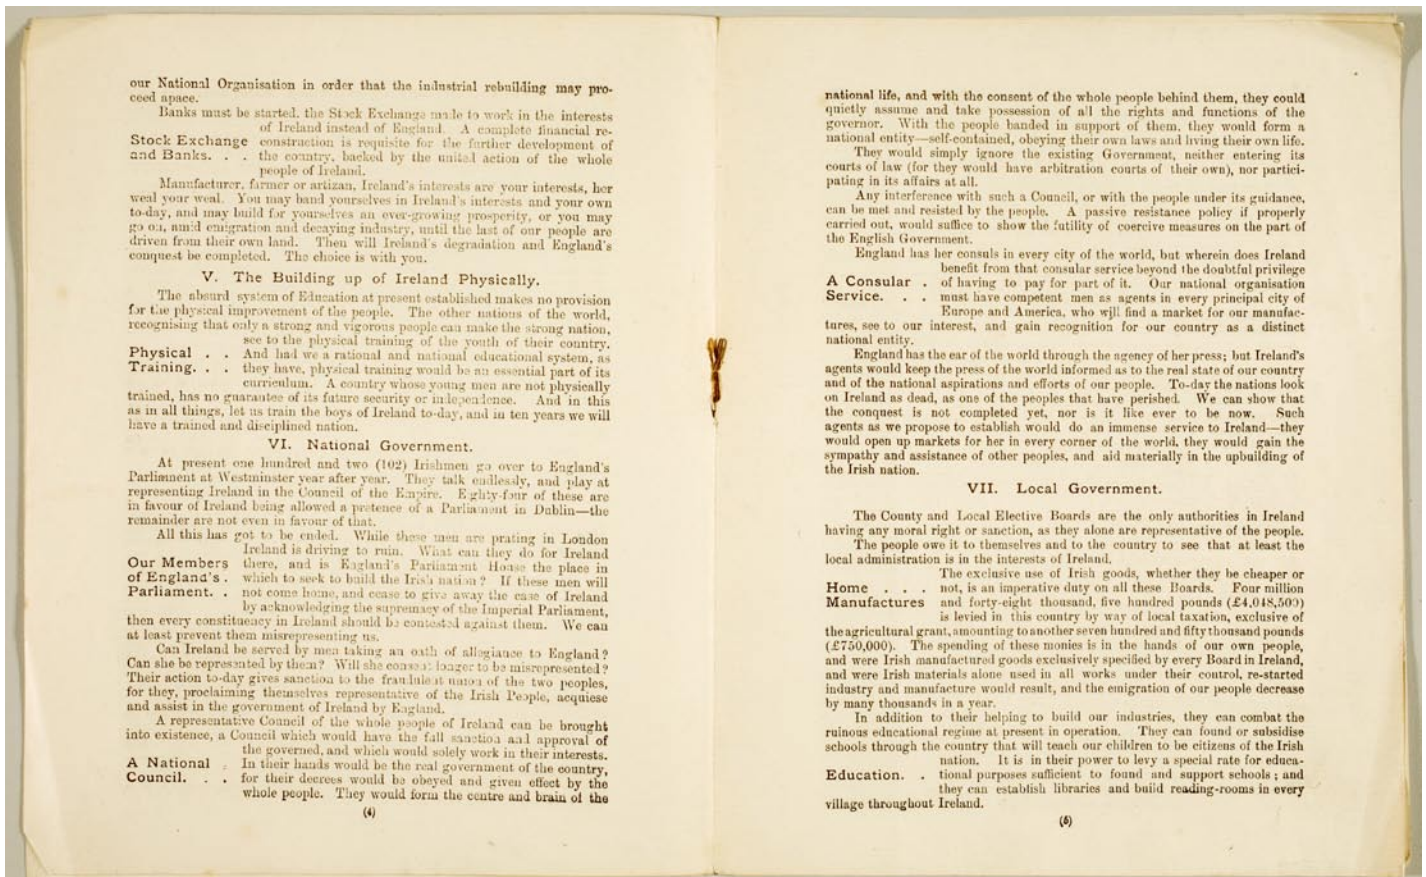 our National Organisation in order that the industrial rebuilding may pro-
ceed apace.
Banks must be started, the Stock Exchange made to work in the interests
of Ireland instead of England. A complete financial re-
Stock Exchange construction is requisite for the further development of
and Banks. . . the country, backed by the united action of the whole
people of Ireland.
Manufacturer, farmer or artizan, Ireland's interests are your interests, her
weal your weal. You may band yourselves in Ireland's interests and your own
to-day, and may build for yourselves an ever-growing prosperity, or you may
go on, amid emigration and decaying industry, until the last of our people are
driven from their own land. Then will Ireland's degradation and England's
conquest be completed. The choice is with you.
V. The Building up of Ireland Physically.
The absurd system of Education at present established makes no provision
for the physical improvement of the people. The other nations of the world,
recognising that only a strong and vigorous people can make the strong nation,
see to the physical training of the youth of their country.
Physical . . And had we a rational and national educational system, as
Training. . . they have, physical training would be an essential part of its
curriculum. A country whose young men are not physically
trained, has no guarantee of its future security or independence. And in this
as in all things, let us train the boys of Ireland to-day, and in ten years we will
have a trained and disciplined nation.
VI. National Government.
At present one hundred and two (102) Irishmen go over to England's
Parliament at Westminster year after year. They talk endlessly, and play at
representing Ireland in the Council of the Empire. Eighty-four of these are
in favour of Ireland being allowed a pretence of a Parliament in Dublin—the
remainder are not even in favour of that.
All this has got to be ended. While these men are prating in London
Ireland is driving to ruin. What can they do for Ireland
Our Members there, and is England's Parliament House the place in
of England's . which to seek to build the Irish nation? If these men will
Parliament. . not come home, and cease to give away the case of Ireland
by acknowledging the supremacy of the Imperial Parliament,
then every constituency in Ireland should be contested against them. We can
at least prevent them misrepresenting us.
Can Ireland be served by men taking an oath of allegiance to England?
Can she be represented by them? Will she consent longer to be misrepresented?
Their action to-day gives sanction to the fraudulent union of the two peoples,
for they, proclaiming themselves representative of the Irish People, acquiese
and assist in the government of Ireland by England.
A representative Council of the whole people of Ireland can be brought
into existence, a Council which would have the full sanction and approval of
the governed, and which would solely work in their interests.
A National . In their hands would be the real government of the country,
Council. . . for their decrees would be obeyed and given effect by the
whole people. They would form the centre and brain of the
(4)
national life, and with the consent of the whole people behind them, they could
quietly assume and take possession of all the rights and functions of the
governor. With the people banded in support of them, they would form a
national entity—self-contained, obeying their own laws and living their own life.
They would simply ignore the existing Government, neither entering its
courts of law (for they would have arbitration courts of their own), nor partici-
pating in its affairs at all.
Any interference with such a Council, or with the people under its guidance,
can be met and resisted by the people. A passive resistance policy if properly
carried out, would suffice to show the futility of coercive measures on the part of
the English Government.
England has her consuls in every city of the world, but wherein does Ireland
benefit from that consular service beyond the doubtful privilege
A Consular . of having to pay for part of it. Our national organisation
Service. . . must have competent men as agents in every principal city of
Europe and America, who will find a market for our manufac-
tures, see to our interest, and gain recognition for our country as a distinct
national entity.
England has the ear of the world through the agency of her press; but Ireland's
agents would keep the press of the world informed as to the real state of our country
and of the national aspirations and efforts of our people. To-day the nations look
on Ireland as dead, as one of the peoples that have perished. We can show that
the conquest is not completed yet, nor is it like ever to be now. Such
agents as we propose to establish would do an immense service to Ireland—they
would open up markets for her in every corner of the world, they would gain the
sympathy and assistance of other peoples, and aid materially in the upbuilding of
the Irish nation.
VII. Local Government.
The County and Local Elective Boards are the only authorities in Ireland
having any moral right or sanction, as they alone are representative of the people.
The people owe it to themselves and to the country to see that at least the
local administration is in the interests of Ireland.
The exclusive use of Irish goods, whether they be cheaper or
Home . . . not, is an imperative duty on all these Boards. Four million
Manufactures and forty-eight thousand, five hundred pounds (£4,048,500)
is levied in this country by way of local taxation, exclusive of
the agricultural grant, amounting to another seven hundred and fifty thousand pounds
(£750,000). The spending of these monies is in the hands of our own people,
and were Irish manufactured goods exclusively specified by every Board in Ireland,
and were Irish materials alone used in all works under their control, re-started
industry and manufacture would result, and the emigration of our people decrease
by many thousands in a year.
In addition to their helping to build our industries, they can combat the
ruinous educational regime at present in operation. They can found or subsidise
schools through the country that will teach our children to be citizens of the Irish
nation. It is in their power to levy a special rate for educa-
Education. . tional purposes sufficient to found and support schools; and
they can establish libraries and build reading-rooms in every
village throughout Ireland.
(5)